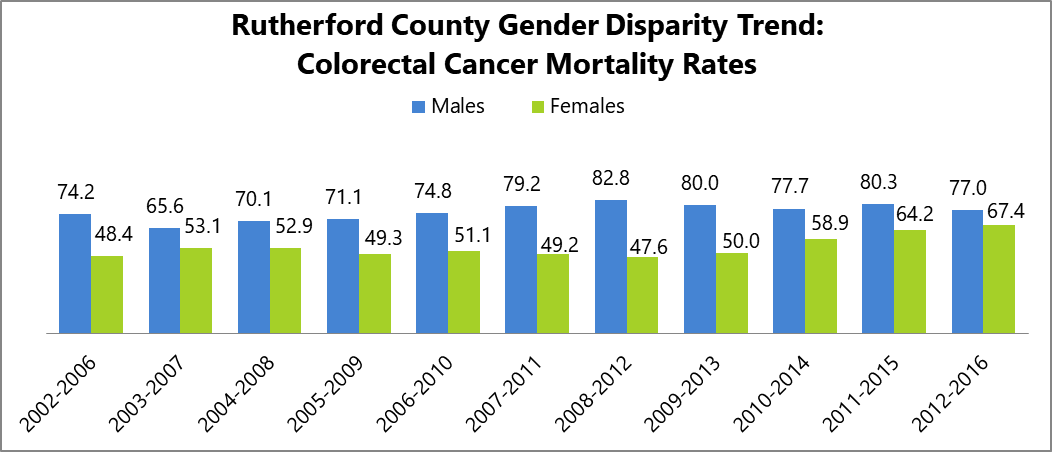 Rutherford County Gender Disparity Trend:
Colorectal Cancer Mortality Rates
Males Females
74.2 48.4 65.6 53.1 70.1 52.9 71.1 49.3 74.8 51.1 79.2 49.2 82.8 47.6 80.0 50.0 77.7 58.9 80.3 64.2 77.0 67.4
2002-2006 2003-2007 2004-2008 2005-2009 2006-2010 2007-2011 2008-2012 2009-2013 2010-2014 2011-2015 2012-2016